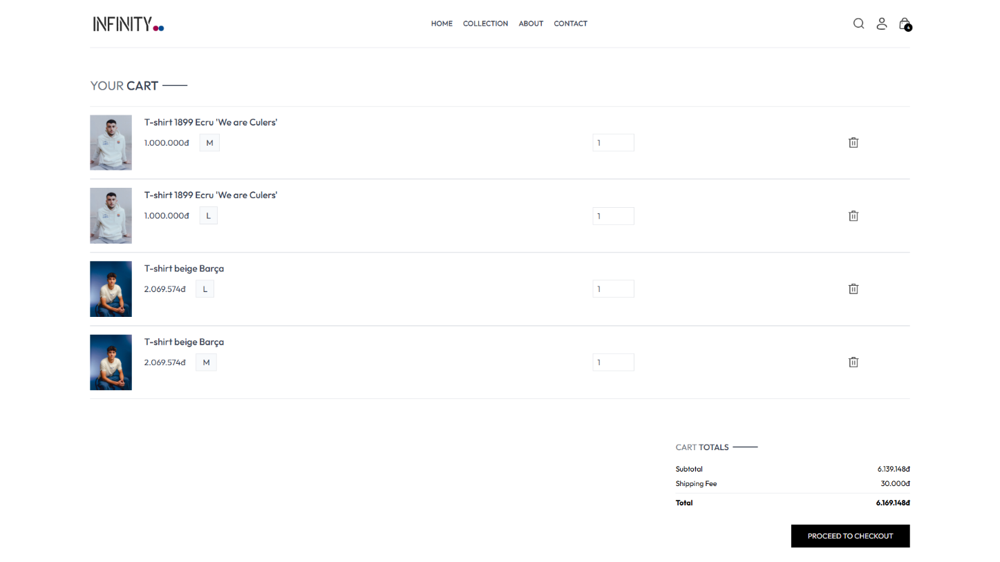 INFINITY
HOME COLLECTION ABOUT CONTACT
4
YOUR CART
T-shirt 1899 Ecru 'We are Culers'
1.000.000đ M
1
T-shirt 1899 Ecru 'We are Culers'
1.000.000đ L
1
T-shirt beige Barça
2.069.574đ L
1
T-shirt beige Barça
2.069.574đ M
1
CART TOTALS
Subtotal 6.139.148đ
Shipping Fee 30.000đ
Total 6.169.148đ
PROCEED TO CHECKOUT